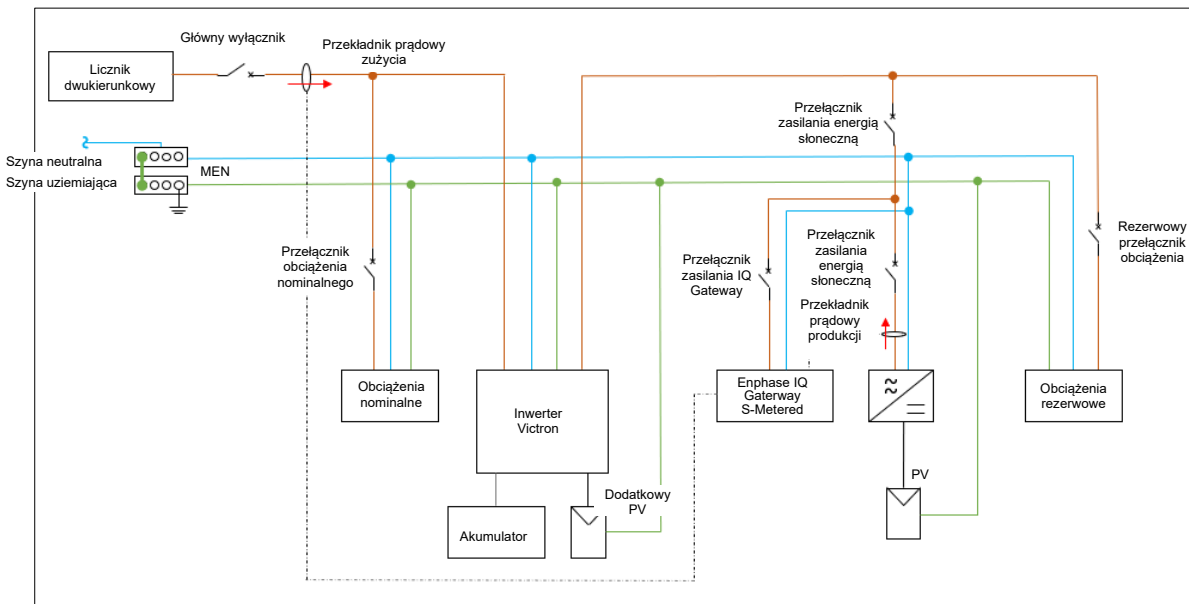 Główny wyłącznik
Przekładnik prądowy
zużycia
Licznik
dwukierunkowy
Przełącznik
zasilania energią
słoneczną
Szyna neutralna
MEN
Szyna uziemiająca
Przełącznik
obciążenia
nominalnego
Przełącznik
zasilania IQ
Gateway
Przełącznik
zasilania
energią
słoneczną
Rezerwowy
przełącznik
obciążenia
Przekładnik
prądowy
produkcji
Obciążenia
nominalne
Inwerter
Victron
Enphase IQ
Gaterway
S-Metered
Obciążenia
rezerwowe
PV
Dodatkowy
PV
Akumulator